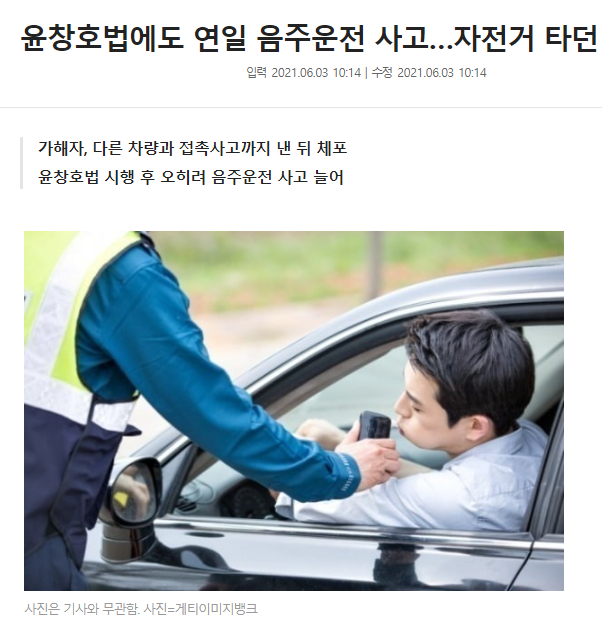 윤창호법에도 연일 음주운전 사고…자전거 타던
입력 2021.06.03 10:14 | 수정 2021.06.03 10:14
가해자, 다른 차량과 접촉사고까지 낸 뒤 체포
윤창호법 시행 후 오히려 음주운전 사고 늘어
사진은 기사와 무관함. 사진=게티이미지뱅크